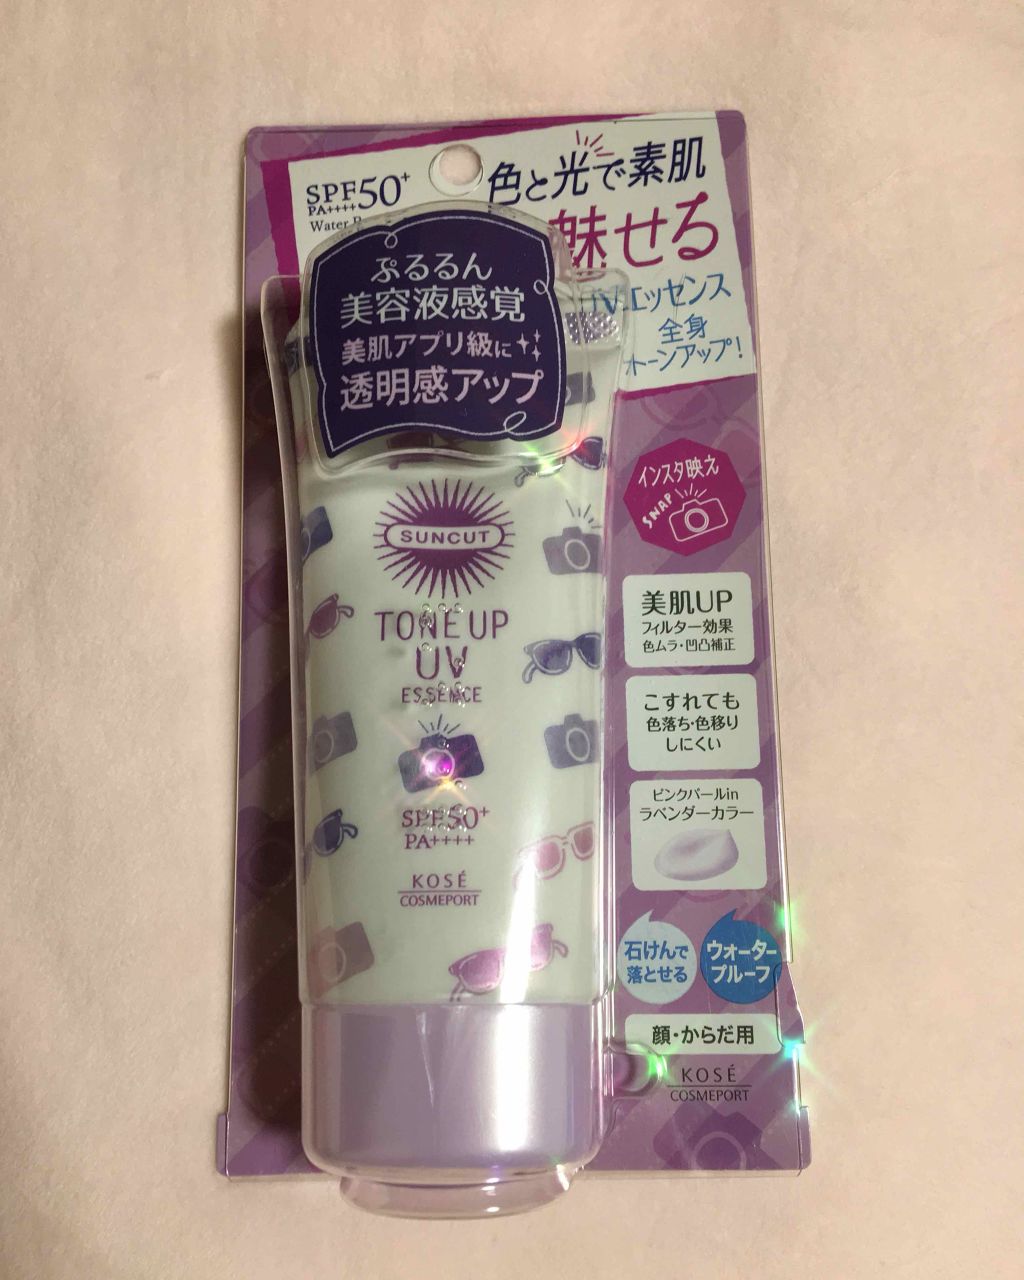 SPF50+
PA++++
Water
色と光で素肌
魅せる
UVエッセンス
全身
トーンアップ!
ぷるるん
美容液感覚
美肌アプリ級に
透明感アップ
インスタ映え
SNAP
SUNCUT
TONE UP
UV
ESSENCE
SPF50+
PA++++
KOSÉ
COSMEPORT
美肌UP
フィルター効果
色ムラ・凹凸補正
こすれても
色落ち・色移り
しにくい
ピンクパールin
ラベンダーカラー
石けんで
落とせる
ウォーター
プルーフ
顔・からだ用
KOSÉ
COSMEPORT